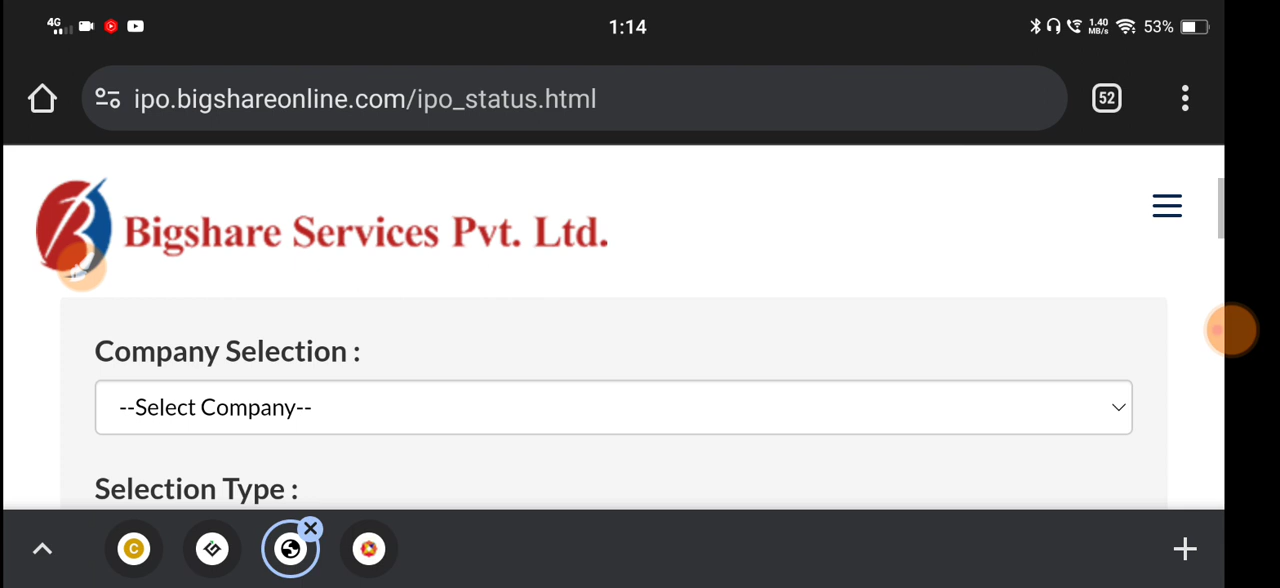 4G 1:14 1.40 MB/s 53%
ipo.bigshareonline.com/ipo_status.html 52
Bigshare Services Pvt. Ltd.
Company Selection :
--Select Company--
Selection Type :
C